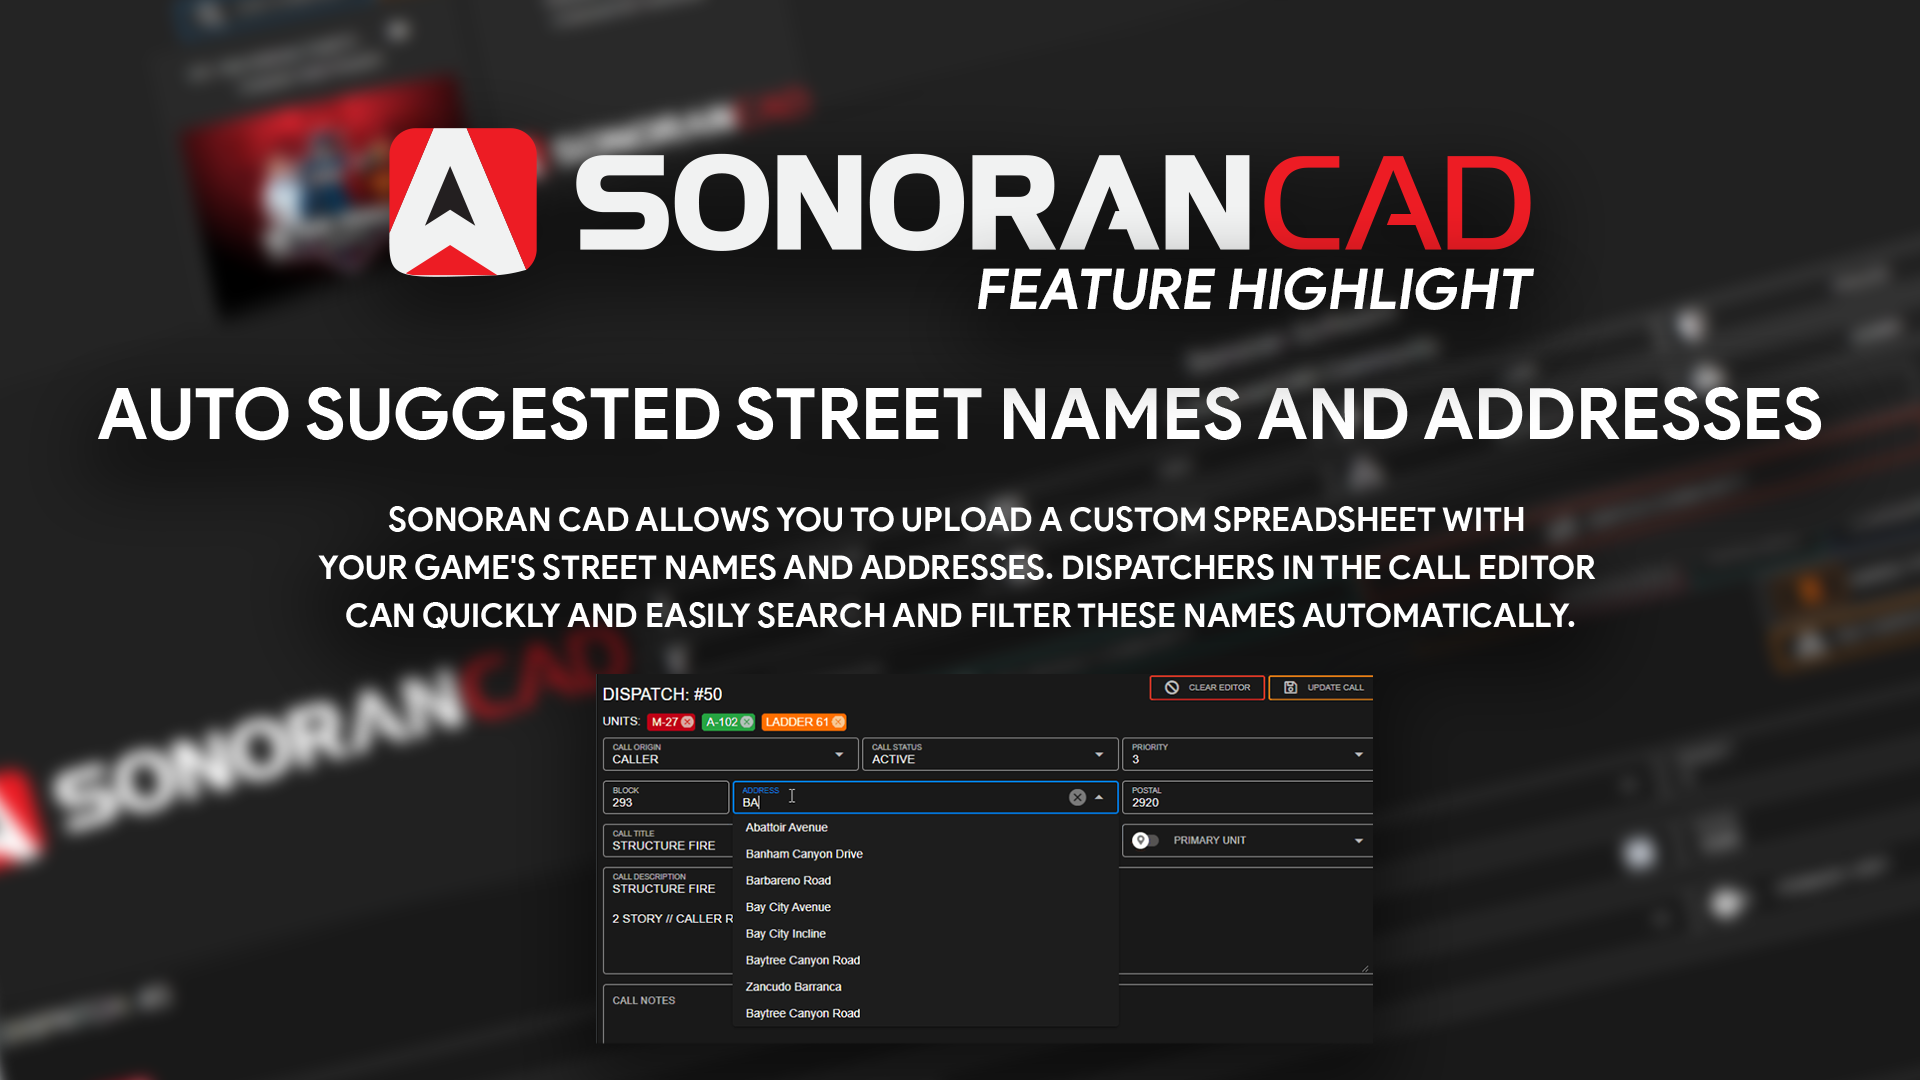 SONORANCAD
FEATURE HIGHLIGHT
AUTO SUGGESTED STREET NAMES AND ADDRESSES
SONORAN CAD ALLOWS YOU TO UPLOAD A CUSTOM SPREADSHEET WITH
YOUR GAME'S STREET NAMES AND ADDRESSES. DISPATCHERS IN THE CALL EDITOR
CAN QUICKLY AND EASILY SEARCH AND FILTER THESE NAMES AUTOMATICALLY.
DISPATCH: #50
CLEAR EDITOR
UPDATE CALL
UNITS: M-27 A-102 LADDER 61
CALL ORIGIN
CALLER
CALL STATUS
ACTIVE
PRIORITY
3
BLOCK
293
ADDRESS
BA
POSTAL
2920
CALL TITLE
STRUCTURE FIRE
PRIMARY UNIT
CALL DESCRIPTION
STRUCTURE FIRE
2 STORY // CALLER R
CALL NOTES
Abattoir Avenue
Banham Canyon Drive
Barbareno Road
Bay City Avenue
Bay City Incline
Baytree Canyon Road
Zancudo Barranca
Baytree Canyon Road
SONORANCAD
SONORANCAD